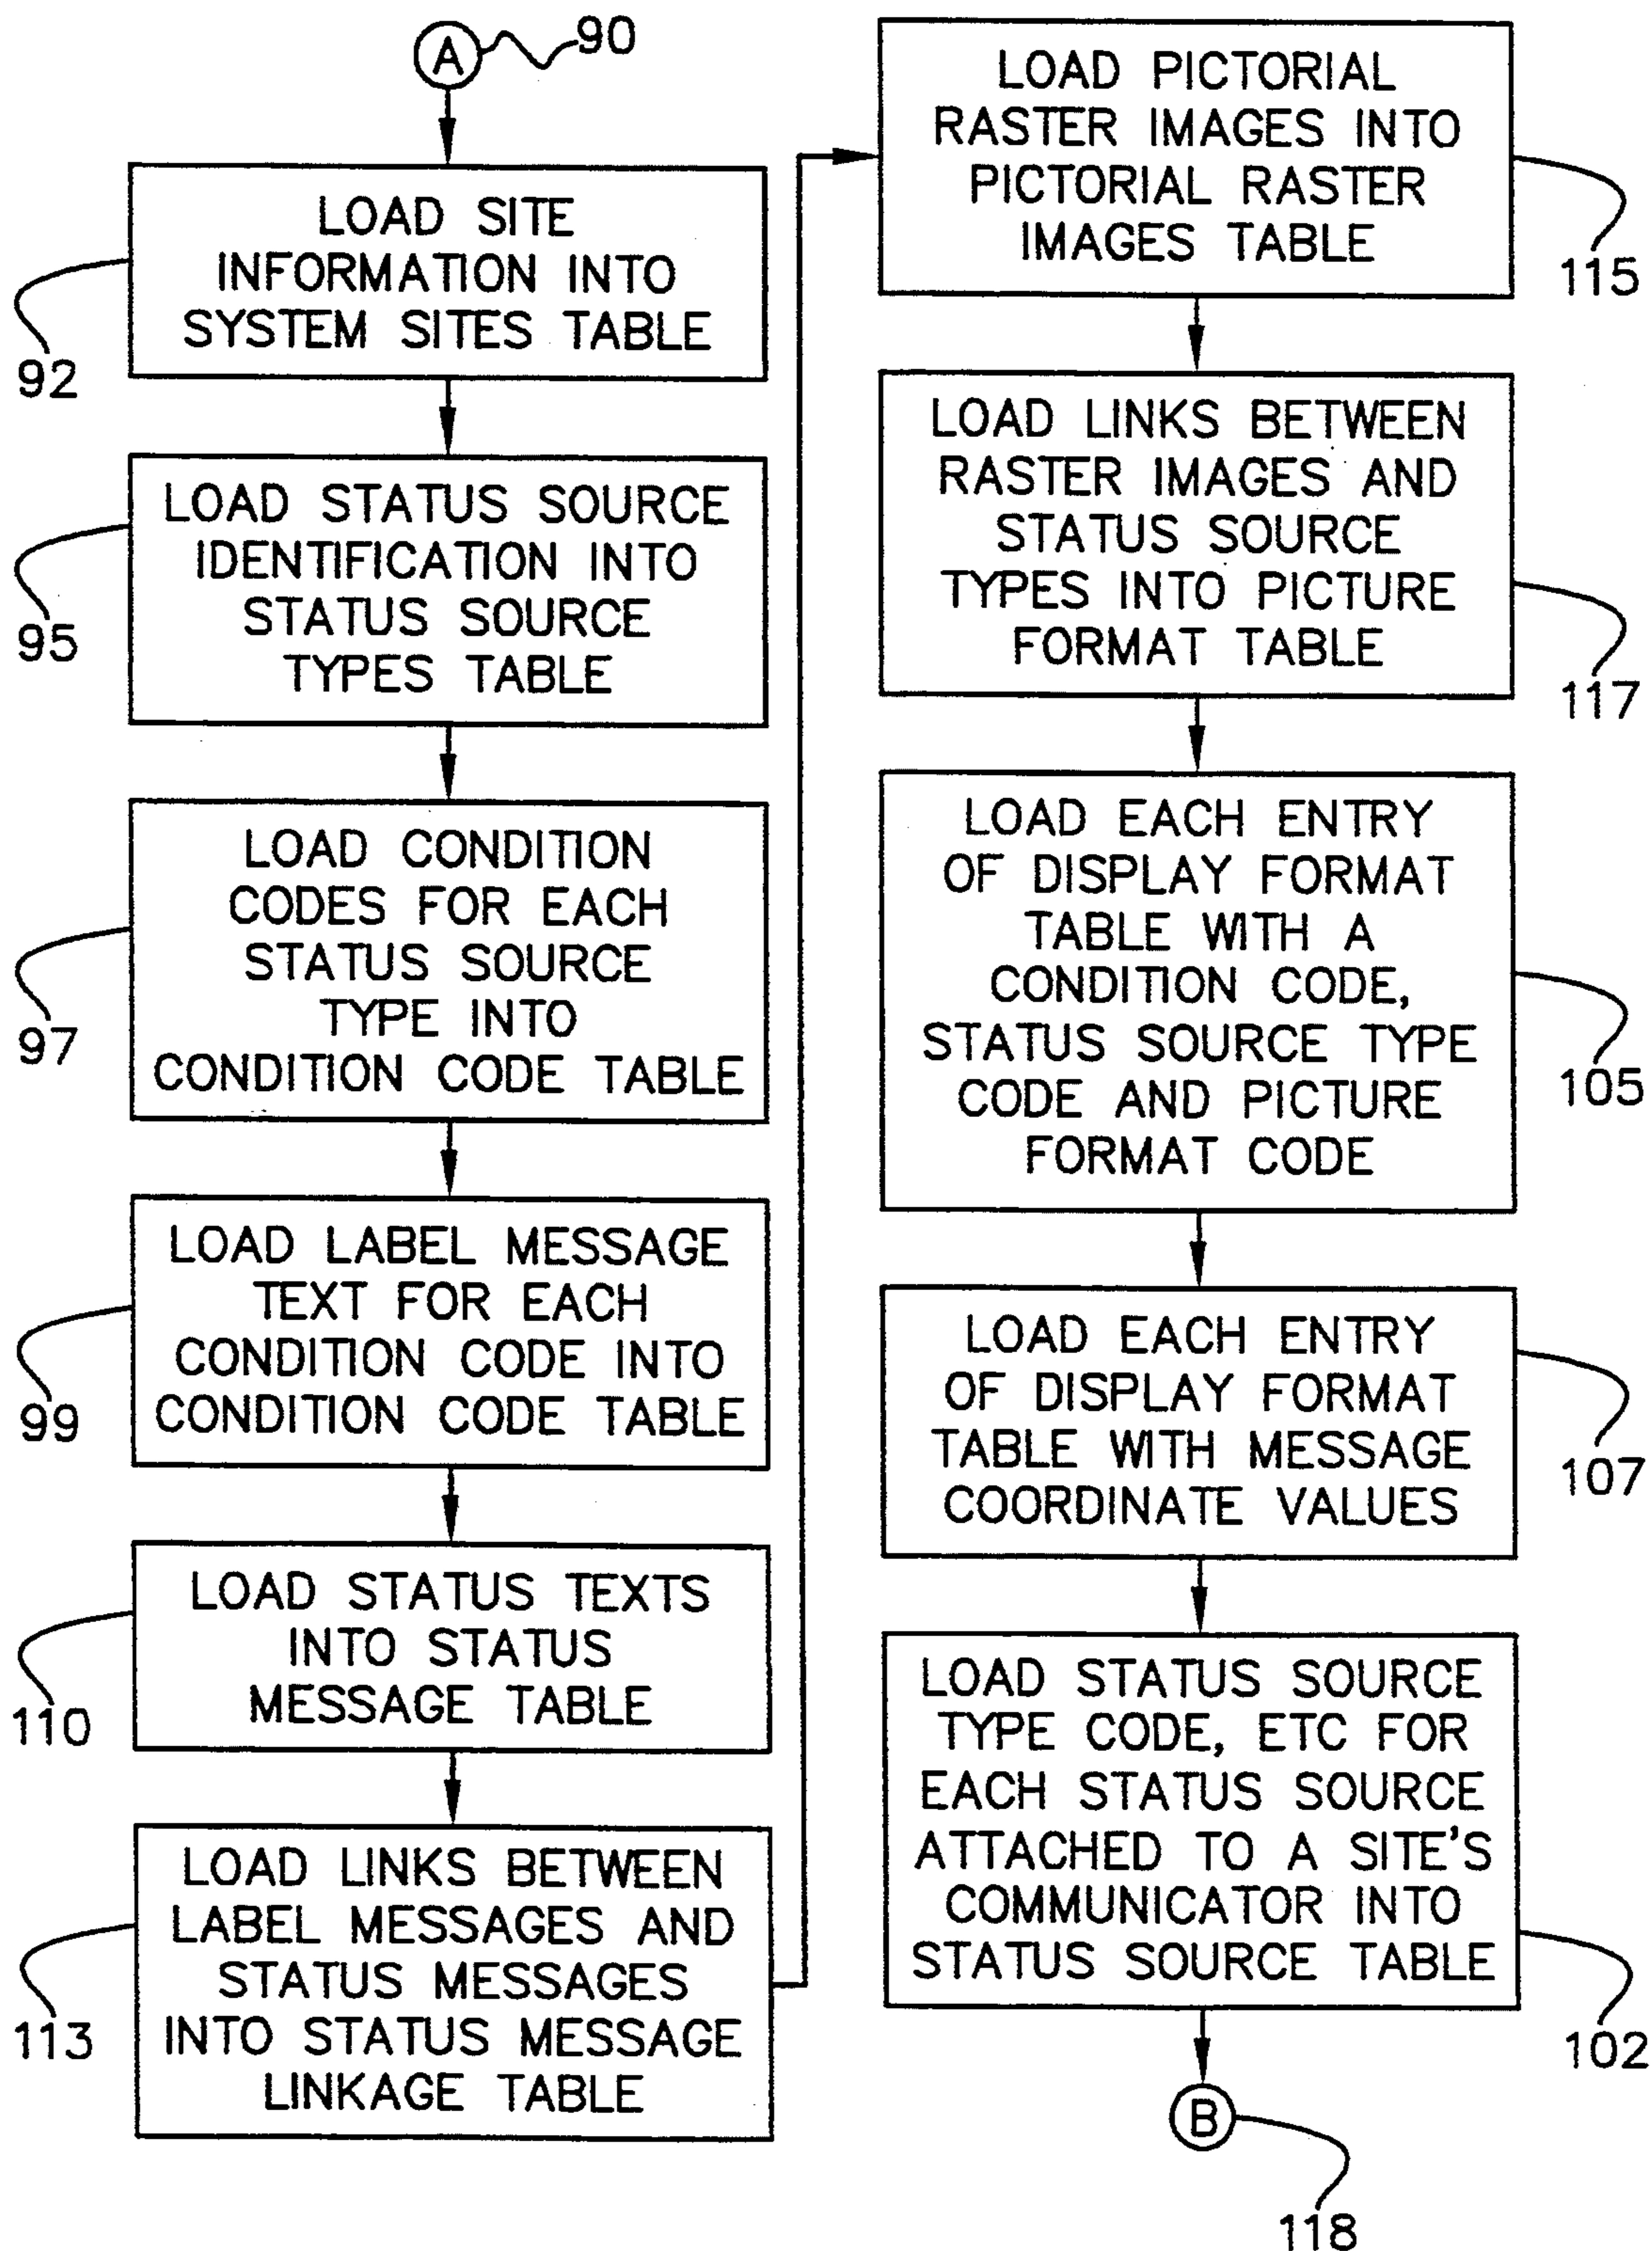 A
90
LOAD SITE
INFORMATION INTO
SYSTEM SITES TABLE
92
LOAD STATUS SOURCE
IDENTIFICATION INTO
STATUS SOURCE
TYPES TABLE
95
LOAD CONDITION
CODES FOR EACH
STATUS SOURCE
TYPE INTO
CONDITION CODE TABLE
97
LOAD LABEL MESSAGE
TEXT FOR EACH
CONDITION CODE INTO
CONDITION CODE TABLE
99
LOAD STATUS TEXTS
INTO STATUS
MESSAGE TABLE
110
LOAD LINKS BETWEEN
LABEL MESSAGES AND
STATUS MESSAGES
INTO STATUS MESSAGE
LINKAGE TABLE
113
LOAD PICTORIAL
RASTER IMAGES INTO
PICTORIAL RASTER
IMAGES TABLE
115
LOAD LINKS BETWEEN
RASTER IMAGES AND
STATUS SOURCE
TYPES INTO PICTURE
FORMAT TABLE
117
LOAD EACH ENTRY
OF DISPLAY FORMAT
TABLE WITH A
CONDITION CODE,
STATUS SOURCE TYPE
CODE AND PICTURE
FORMAT CODE
105
LOAD EACH ENTRY
OF DISPLAY FORMAT
TABLE WITH MESSAGE
COORDINATE VALUES
107
LOAD STATUS SOURCE
TYPE CODE, ETC FOR
EACH STATUS SOURCE
ATTACHED TO A SITE'S
COMMUNICATOR INTO
STATUS SOURCE TABLE
102
B
118